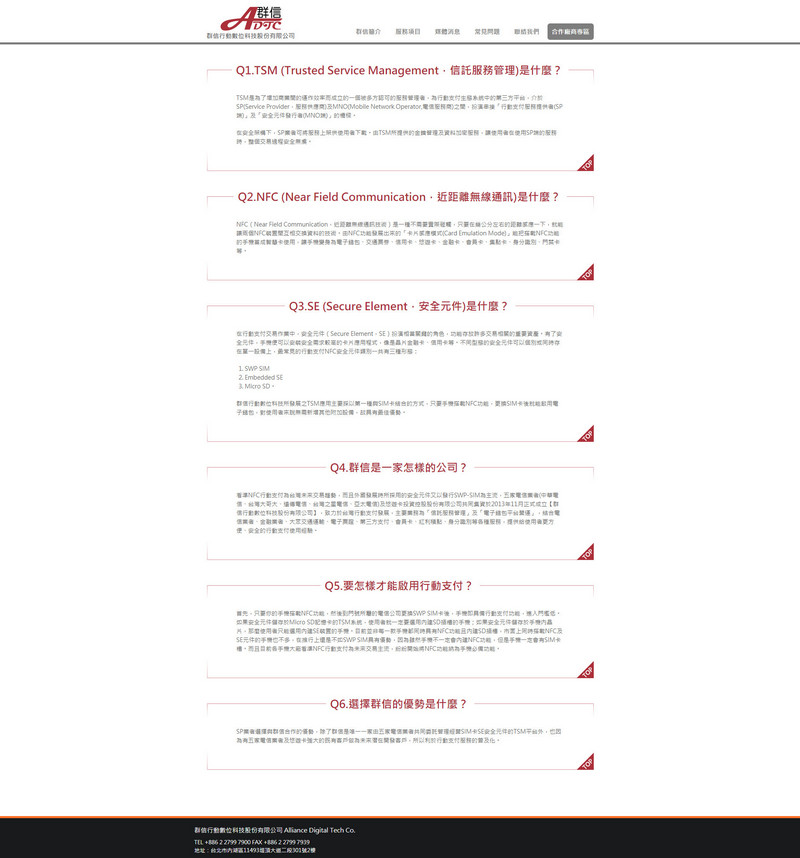 群信
ADTC
群信行動數位科技股份有限公司
群信簡介 服務項目 媒體消息 常見問題 聯絡我們 合作廠商專區
Q1.TSM (Trusted Service Management，信託服務管理)是什麼？
TSM是為了增加商業間的運作效率而成立的一個被多方認可的服務管理者，為行動支付生態系統中的第三方平台，介於
SP(Service Provider，服務供應商)及MNO(Mobile Network Operator,電信服務商)之間，扮演串連「行動支付服務提供者(SP
端)」及「安全元件發行者(MNO端)」的橋樑。
在安全架構下，SP業者可將服務上架供使用者下載。由TSM所提供的金鑰管理及資料加密服務，讓使用者在使用SP端的服務
時，整個交易過程安全無虞。
TOP
Q2.NFC (Near Field Communication，近距離無線通訊)是什麼？
NFC（Near Field Communication，近距離無線通訊技術）是一種不需要實際碰觸，只要在幾公分左右的距離感應一下，就能
讓兩個NFC裝置間互相交換資料的技術。由NFC功能發展出來的「卡片感應模式(Card Emulation Mode)」能把搭載NFC功能
的手機當成智慧卡使用，讓手機變身為電子錢包、交通票券、信用卡、悠遊卡、金融卡、會員卡、集點卡、身分識別、門禁卡
等。
TOP
Q3.SE (Secure Element，安全元件)是什麼？
在行動支付交易作業中，安全元件（Secure Element，SE）扮演相當關鍵的角色，功能存放許多交易相關的重要資產。有了安
全元件，手機便可以安裝安全需求較高的卡片應用程式，像是晶片金融卡、信用卡等。不同型態的安全元件可以個別或同時存
在單一設備上，最常見的行動支付NFC安全元件類別一共有三種形態：
1. SWP SIM
2. Embedded SE
3. Micro SD。
群信行動數位科技所發展之TSM應用主要採以第一種與SIM卡結合的方式，只要手機搭載NFC功能，更換SIM卡後就能啟用電
子錢包，對使用者來說無需新增其他附加設備，故具有最佳優勢。
TOP
Q4.群信是一家怎樣的公司？
看準NFC行動支付為台灣未來交易趨勢，而且外國發展時所採用的安全元件又以發行SWP-SIM為主流，五家電信業者(中華電
信、台灣大哥大、遠傳電信、台灣之星電信、亞太電信)及悠遊卡投資控股股份有限公司共同集資於2013年11月正式成立【群
信行動數位科技股份有限公司】，致力於台灣行動支付發展。主要業務為「信託服務管理」及「電子錢包平台營運」，結合電
信業者、金融業者、大眾交通運輸、電子票證、第三方支付、會員卡、紅利積點、身分識別等各種服務，提供給使用者更方
便、安全的行動支付使用經驗。
TOP
Q5.要怎樣才能啟用行動支付？
首先，只要你的手機搭載NFC功能，然後到門號所屬的電信公司更換SWP SIM卡後，手機即具備行動支付功能，進入門檻低。
如果安全元件儲存於Micro SD記憶卡的TSM系統，使用者就一定要選用內建SD插槽的手機；如果安全元件儲存於手機內晶
片，那麼使用者只能選用內建SE裝置的手機。目前並非每一款手機都同時具有NFC功能且內建SD插槽，市面上同時搭載NFC及
SE元件的手機也不多，在推行上還是不如SWP SIM具有優勢，因為雖然手機不一定會內建NFC功能，但是手機一定會有SIM卡
槽。而且目前各手機大廠看準NFC行動支付為未來交易主流，紛紛開始將NFC功能納為手機必備功能。
TOP
Q6.選擇群信的優勢是什麼？
SP業者選擇與群信合作的優勢，除了群信是唯一一家由五家電信業者共同委託管理經營SIM卡SE安全元件的TSM平台外，也因
為有五家電信業者及悠遊卡強大的既有客戶做為未來潛在開發客戶，所以利於行動支付服務的普及化。
TOP
群信行動數位科技股份有限公司 Alliance Digital Tech Co.
TEL +886 2 2799 7900 FAX +886 2 2799 7939
地址：台北市內湖區11493堤頂大道二段301號2樓